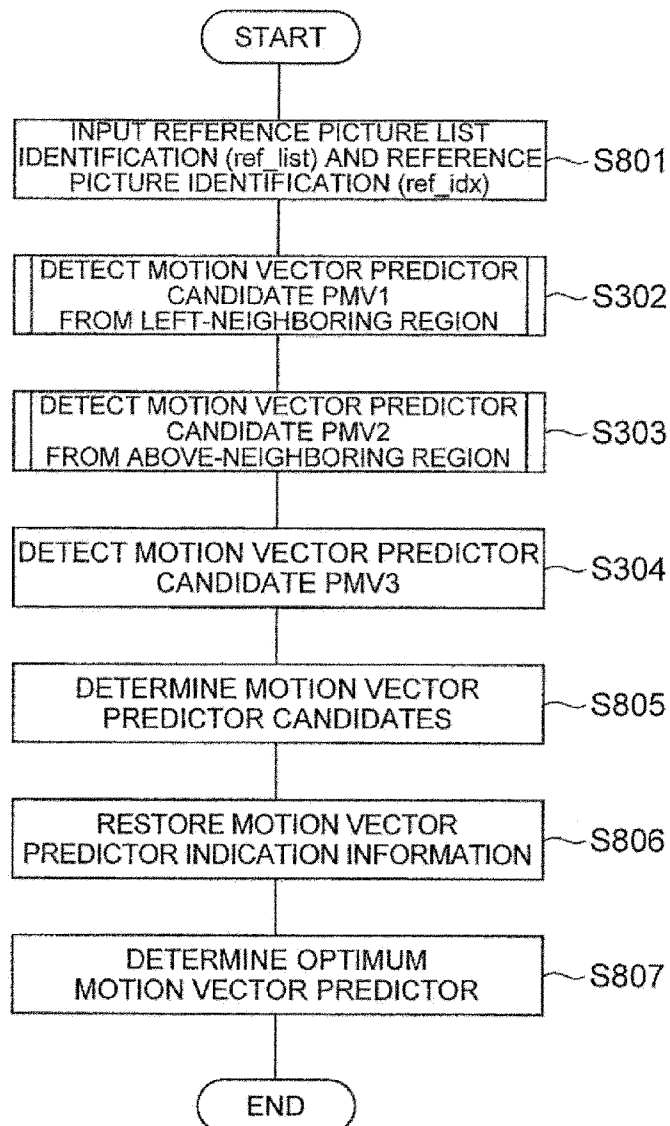 START
INPUT REFERENCE PICTURE LIST
IDENTIFICATION (ref_list) AND REFERENCE
PICTURE IDENTIFICATION (ref_idx)
S801
DETECT MOTION VECTOR PREDICTOR
CANDIDATE PMV1
FROM LEFT-NEIGHBORING REGION
S302
DETECT MOTION VECTOR PREDICTOR
CANDIDATE PMV2
FROM ABOVE-NEIGHBORING REGION
S303
DETECT MOTION VECTOR PREDICTOR
CANDIDATE PMV3
S304
DETERMINE MOTION VECTOR
PREDICTOR CANDIDATES
S805
RESTORE MOTION VECTOR
PREDICTOR INDICATION INFORMATION
S806
DETERMINE OPTIMUM
MOTION VECTOR PREDICTOR
S807
END